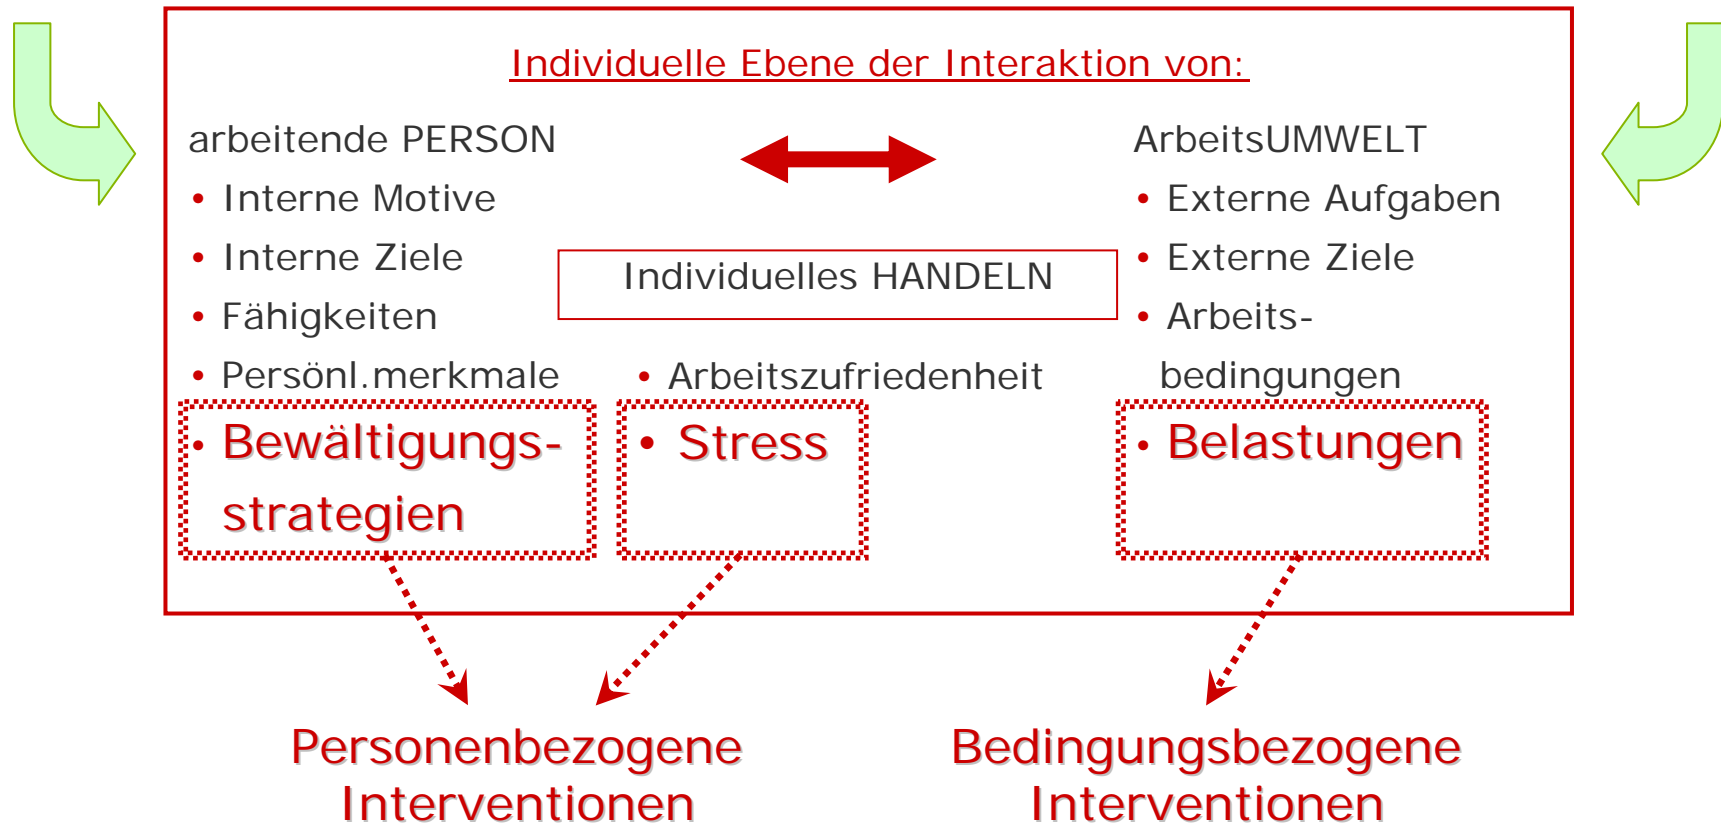 Individuelle Ebene der Interaktion von:
arbeitende PERSON
• Interne Motive
• Interne Ziele
• Fähigkeiten
• Persönl.merkmale
• Bewältigungs-
strategien
Individuelles HANDELN
• Arbeitszufriedenheit
• Stress
ArbeitsUMWELT
• Externe Aufgaben
• Externe Ziele
• Arbeits-
bedingungen
• Belastungen
Personenbezogene
Interventionen
Bedingungsbezogene
Interventionen